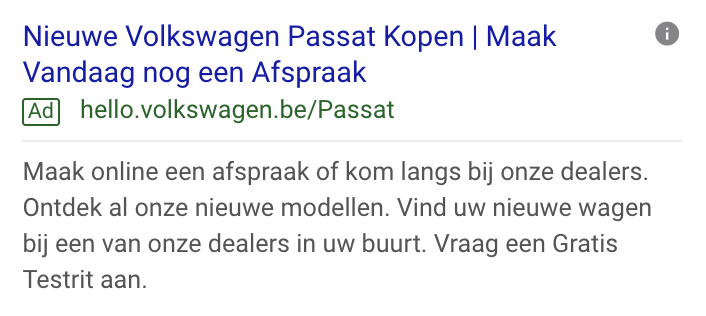 Nieuwe Volkswagen Passat Kopen | Maak
Vandaag nog een Afspraak
Ad hello.volkswagen.be/Passat
Maak online een afspraak of kom langs bij onze dealers.
Ontdek al onze nieuwe modellen. Vind uw nieuwe wagen
bij een van onze dealers in uw buurt. Vraag een Gratis
Testrit aan.